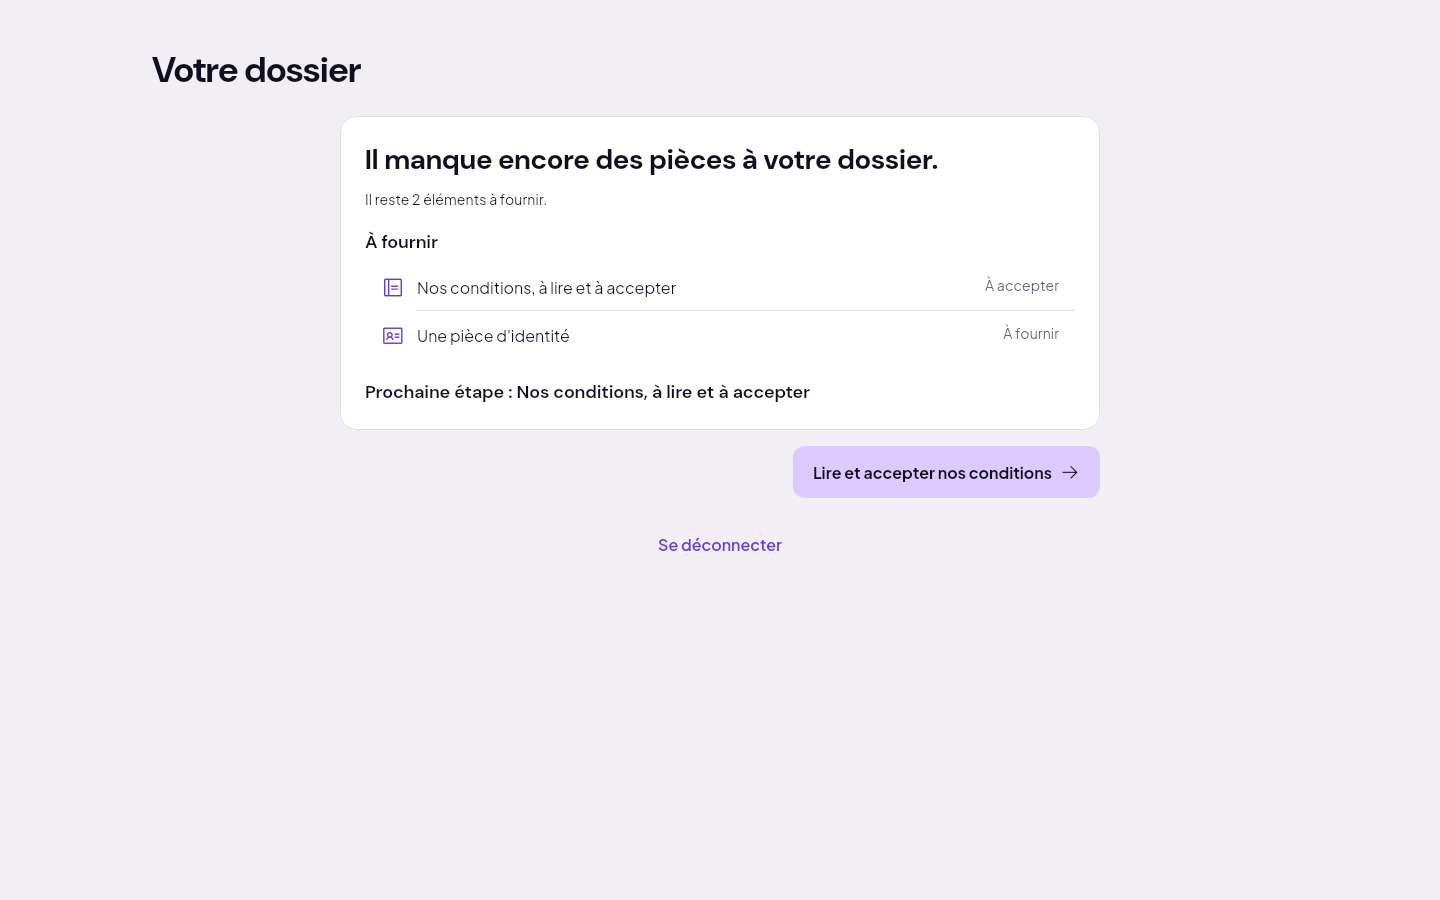 Votre dossier
Il manque encore des pièces à votre dossier.
Il reste 2 éléments à fournir.
À fournir
Nos conditions, à lire et à accepter
À accepter
Une pièce d'identité
À fournir
Prochaine étape : Nos conditions, à lire et à accepter
Lire et accepter nos conditions
Se déconnecter